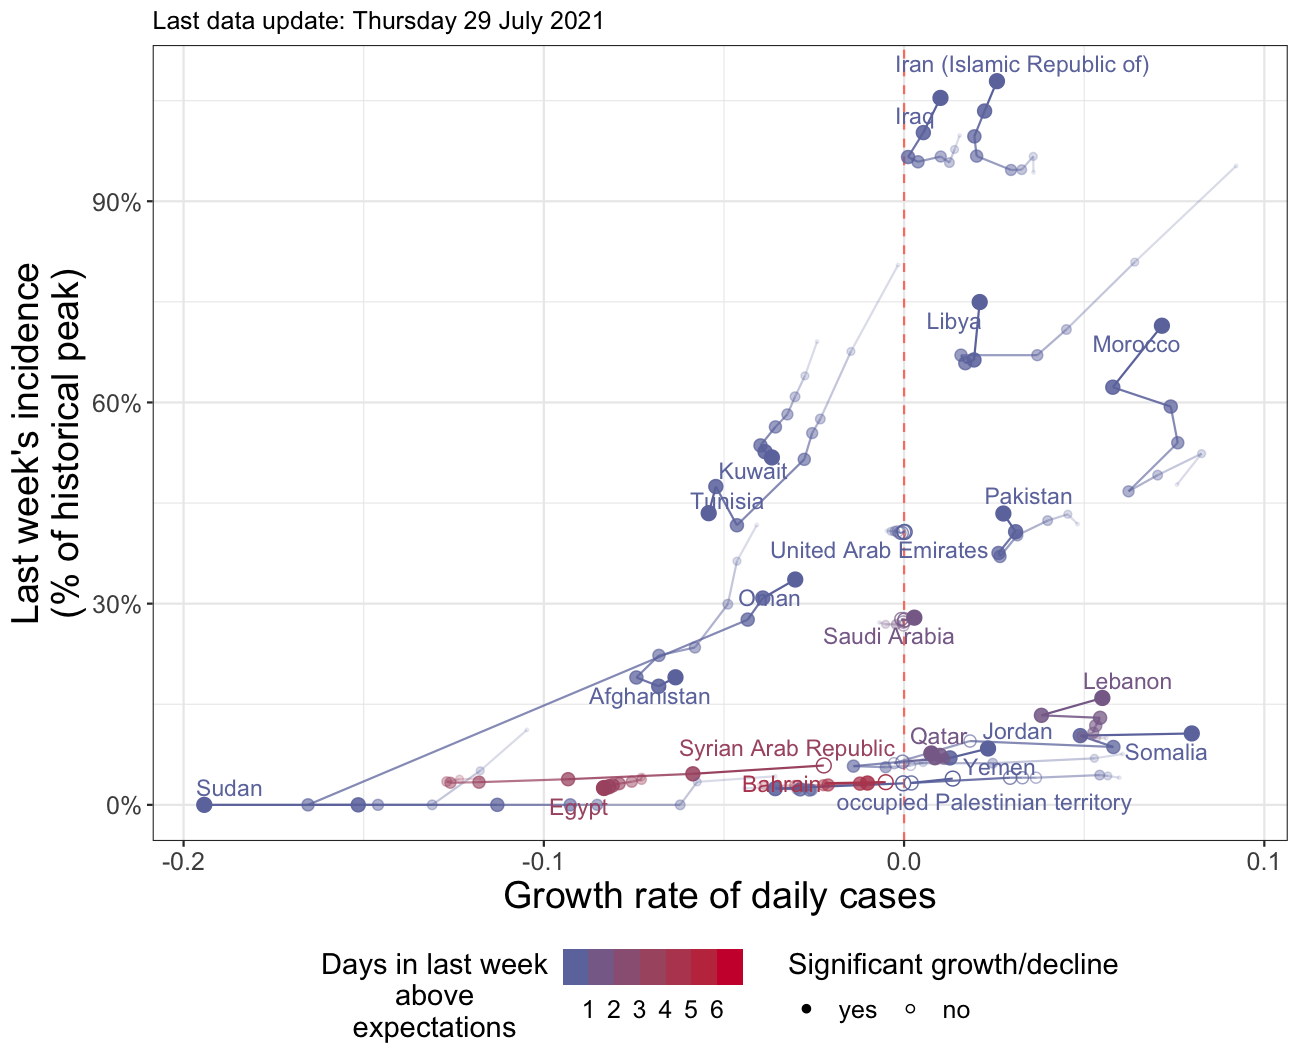 Last data update: Thursday 29 July 2021
Last week's incidence
(% of historical peak)
90%
60%
30%
0%
Iran (Islamic Republic of)
Iraq
Libya
Morocco
Kuwait
Tunisia
Pakistan
United Arab Emirates
Oman
Saudi Arabia
Afghanistan
Lebanon
Qatar
Jordan
Syrian Arab Republic
Somalia
Yemen
Sudan
Bahrain
occupied Palestinian territory
Egypt
-0.2
-0.1
0.0
0.1
Growth rate of daily cases
Days in last week
above
expectations
1 2 3 4 5 6
Significant growth/decline
yes
no